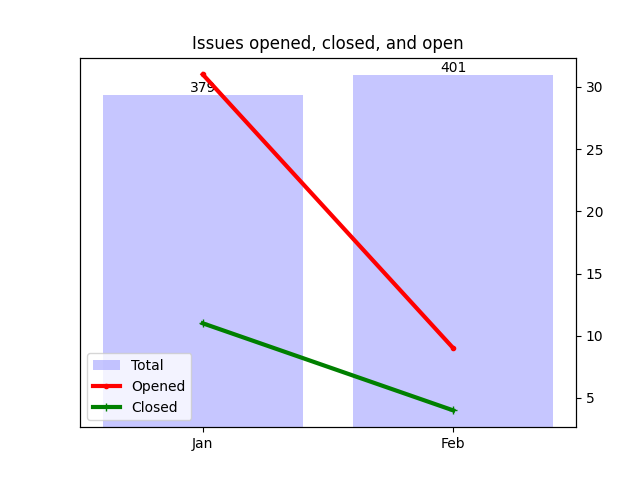 Issues opened, closed, and open
379
401
30
25
20
15
10
5
Total
Opened
Closed
Jan
Feb